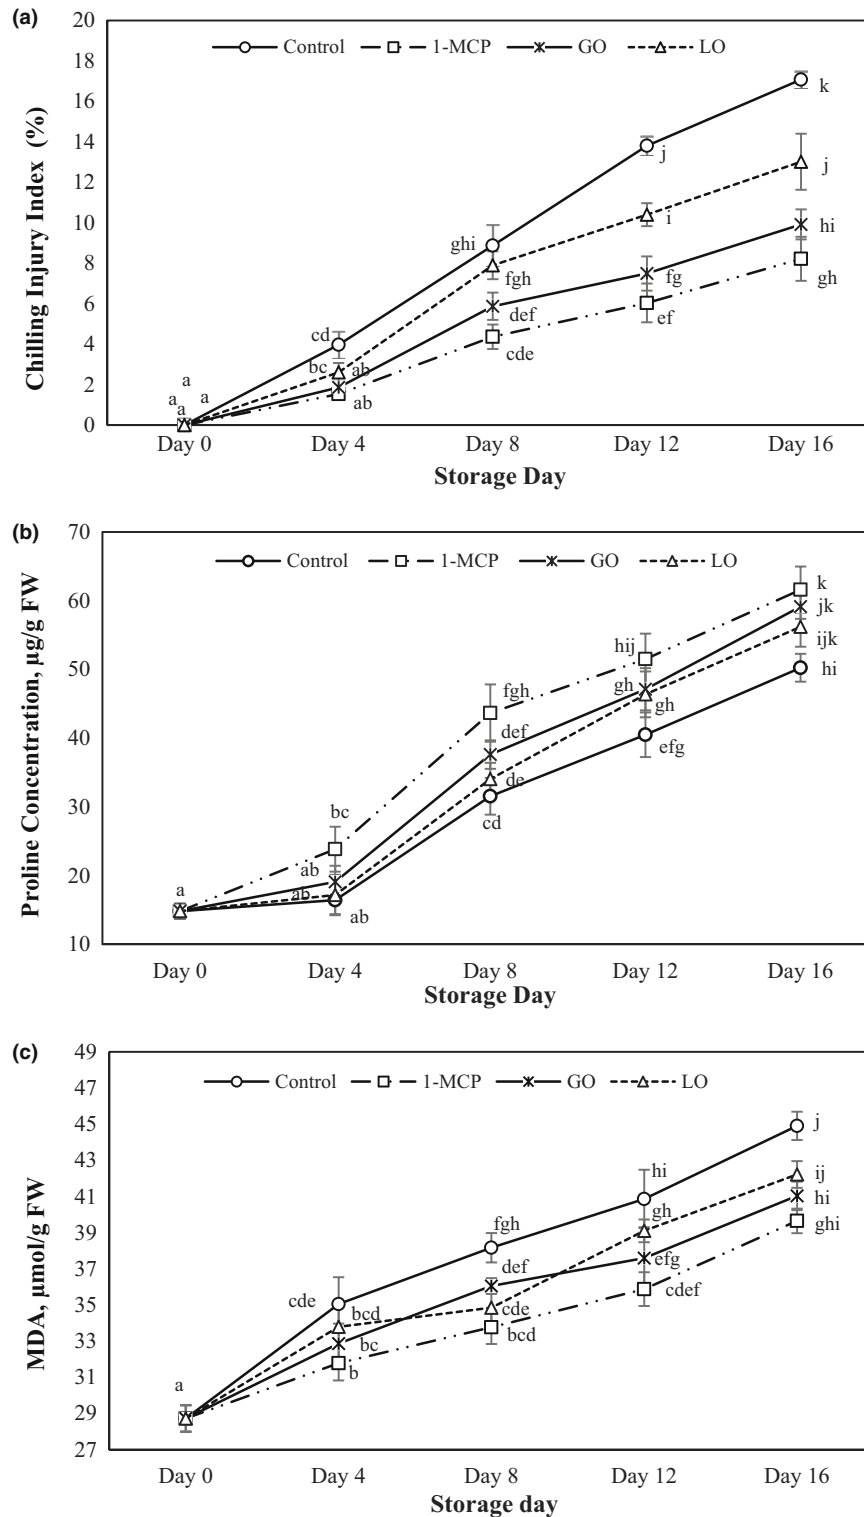 (a)
20
18
16
14
12
10
8
6
4
2
0
Chilling Injury Index (%)
Control 1-MCP GO LO
k
j
j
i
hi
ghi
fgh
fg
gh
def
ef
cde
cd
bc ab
ab
a
a a
a
Day 0 Day 4 Day 8 Day 12 Day 16
Storage Day
(b)
70
60
50
40
30
20
10
Proline Concentration, µg/g FW
Control 1-MCP GO LO
k
jk
ijk
hij
hi
fgh
gh
gh
def
efg
de
cd
bc
ab
ab
ab
a
Day 0 Day 4 Day 8 Day 12 Day 16
Storage Day
(c)
49
47
45
43
41
39
37
35
33
31
29
27
MDA, µmol/g FW
Control 1-MCP GO LO
j
ij
hi
hi
ghi
gh
fgh
efg
def
cdef
cde
cde
bcd
bcd
bc
b
a
Day 0 Day 4 Day 8 Day 12 Day 16
Storage day